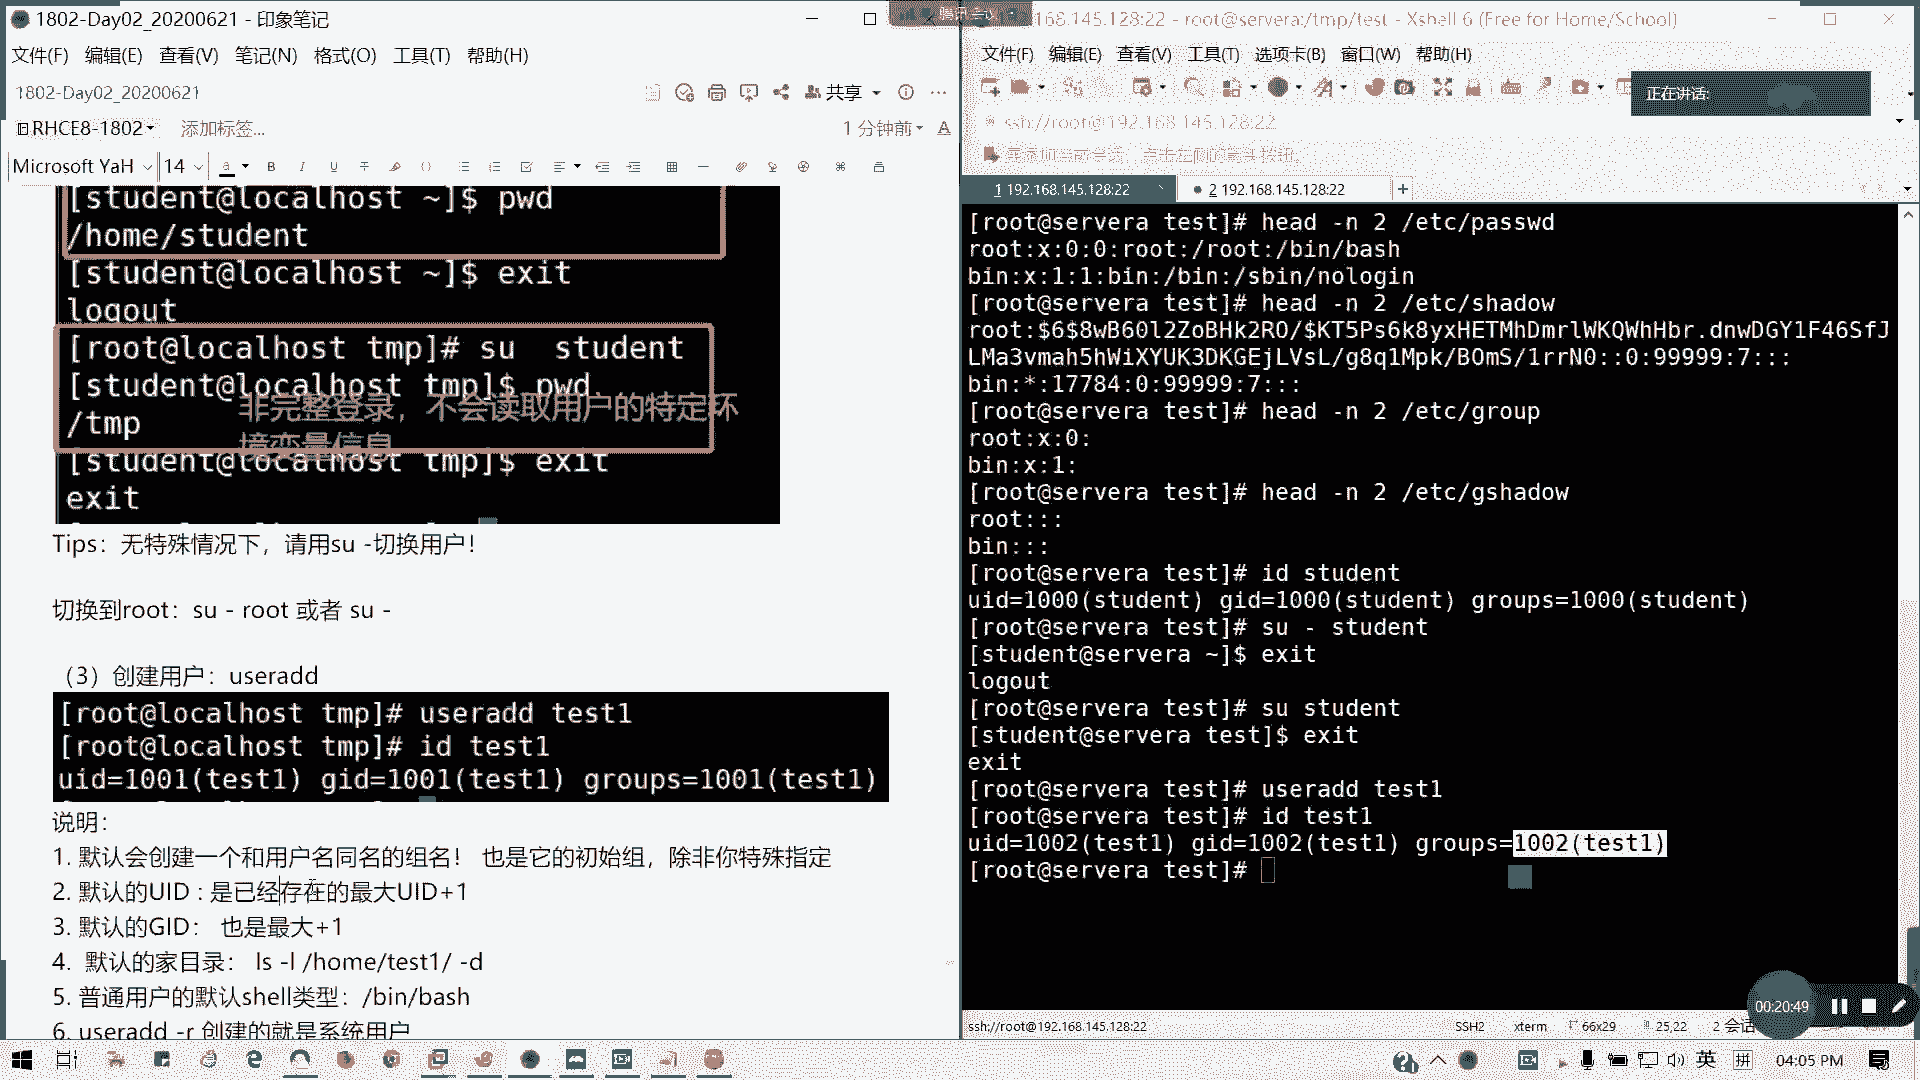 1802-Day02_20200621 - 印象笔记
文件(F) 编辑(E) 查看(V) 笔记(N) 格式(O) 工具(T) 帮助(H)
1802-Day02_20200621
共享
RHCE8-1802
添加标签...
1 分钟前
Microsoft YaH
14
[student@localhost ~]$ pwd
/home/student
[student@localhost ~]$ exit
logout
[root@localhost tmp]# su  student
[student@localhost tmp]$ pwd
/tmp
非完整登录，不会读取用户的特定环
境变量信息
[student@localhost tmp]$ exit
exit
Tips：无特殊情况下，请用su -切换用户！
切换到root：su - root 或者 su -
（3）创建用户：useradd
[root@localhost tmp]# useradd test1
[root@localhost tmp]# id test1
uid=1001(test1) gid=1001(test1) groups=1001(test1)
说明：
1. 默认会创建一个和用户名同名的组名！ 也是它的初始组，除非你特殊指定
2. 默认的UID : 是已经存在的最大UID+1
3. 默认的GID： 也是最大+1
4. 默认的家目录： ls -l /home/test1/ -d
5. 普通用户的默认shell类型：/bin/bash
6. useradd -r 创建的就是系统用户
腾讯会议
168.145.128:22 - root@servera:/tmp/test - Xshell 6 (Free for Home/School)
文件(F) 编辑(E) 查看(V) 工具(T) 选项卡(B) 窗口(W) 帮助(H)
正在讲话:
ssh://root@192.168.145.128:22
1 192.168.145.128:22
2 192.168.145.128:22
[root@servera test]# head -n 2 /etc/passwd
root:x:0:0:root:/root:/bin/bash
bin:x:1:1:bin:/bin:/sbin/nologin
[root@servera test]# head -n 2 /etc/shadow
root:$6$8wB60l2ZoBHk2RO/$KT5Ps6k8yxHETMhDmrlWKQWhHbr.dnwDGY1F46SfJ
LMa3vmah5hWiXYUK3DKGEjLVsL/g8q1Mpk/BOmS/1rrN0::0:99999:7:::
bin:*:17784:0:99999:7:::
[root@servera test]# head -n 2 /etc/group
root:x:0:
bin:x:1:
[root@servera test]# head -n 2 /etc/gshadow
root:::
bin:::
[root@servera test]# id student
uid=1000(student) gid=1000(student) groups=1000(student)
[root@servera test]# su - student
[student@servera ~]$ exit
logout
[root@servera test]# su student
[student@servera test]$ exit
exit
[root@servera test]# useradd test1
[root@servera test]# id test1
uid=1002(test1) gid=1002(test1) groups=1002(test1)
[root@servera test]#
00:20:49
ssh://root@192.168.145.128:22
SSH2
xterm
66x29
25,22
2 会话
英
拼
04:05 PM